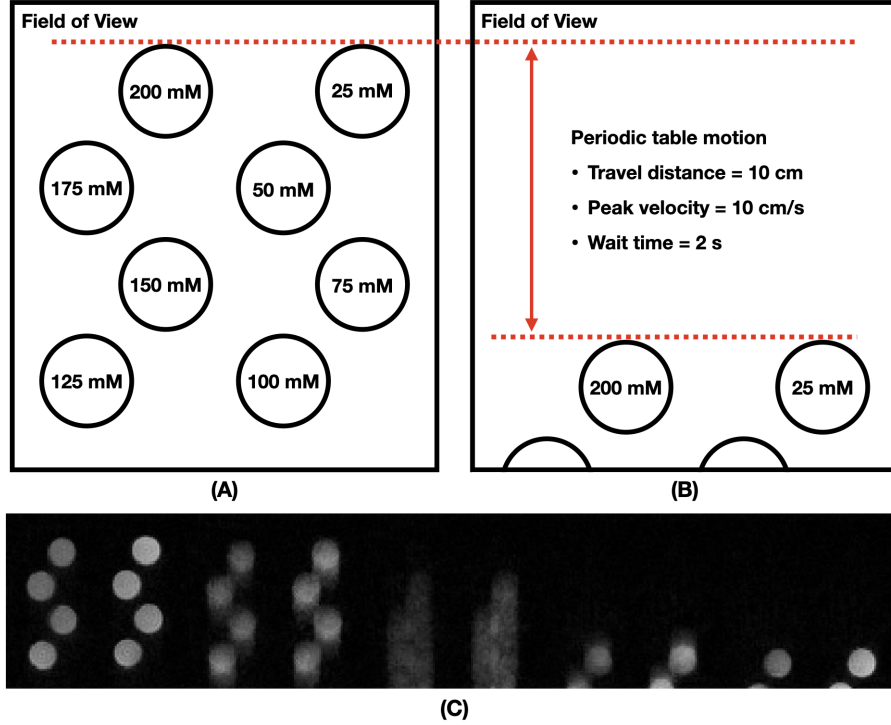 Field of View
200 mM
25 mM
175 mM
50 mM
150 mM
75 mM
125 mM
100 mM
(A)
Field of View
Periodic table motion
• Travel distance = 10 cm
• Peak velocity = 10 cm/s
• Wait time = 2 s
200 mM
25 mM
(B)
(C)